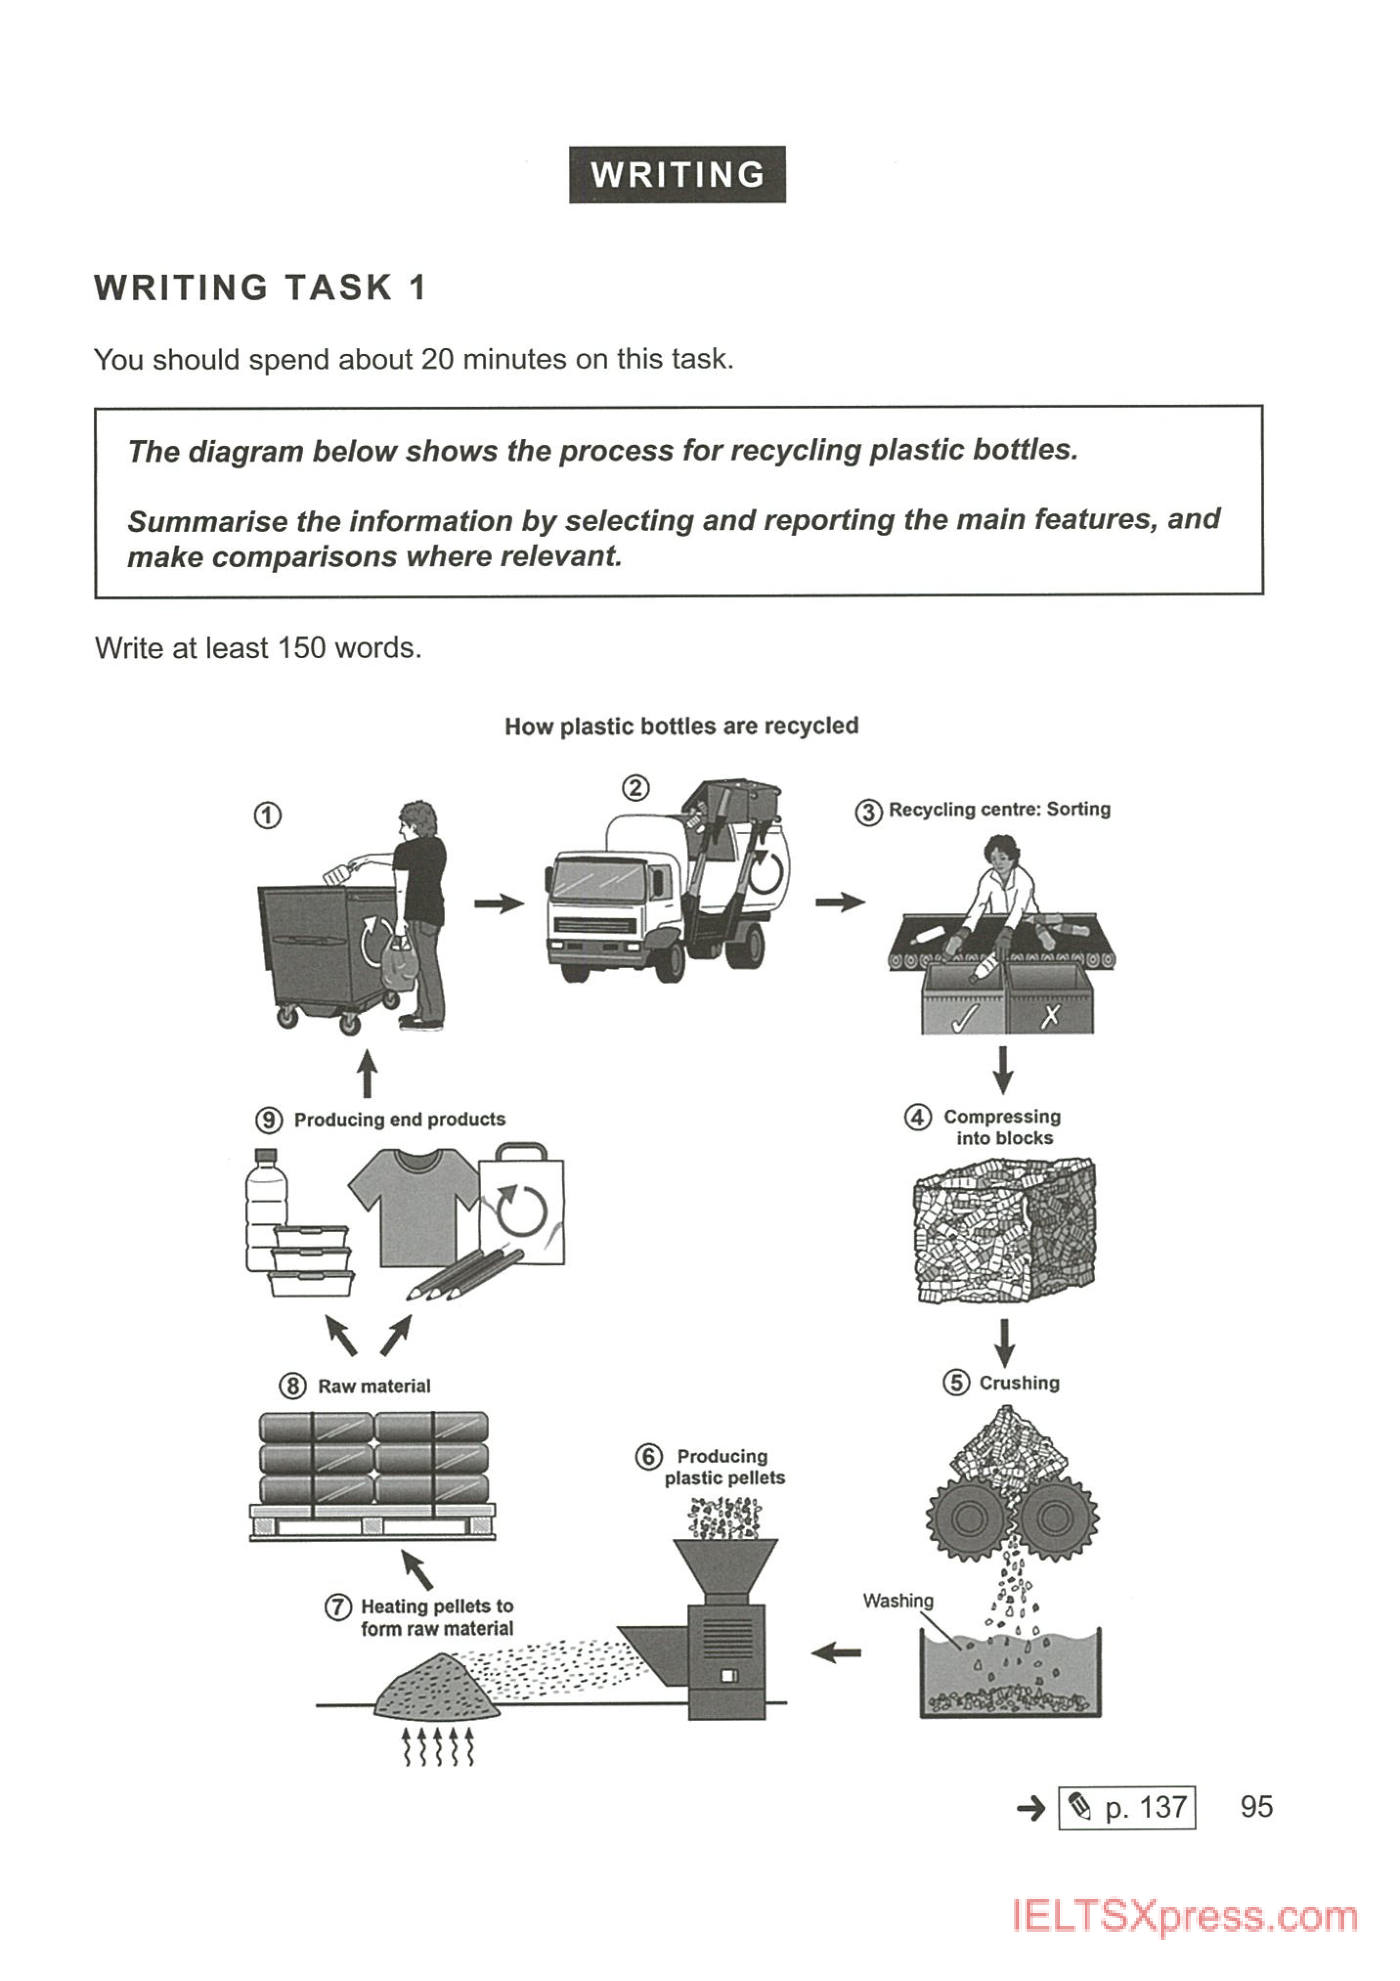 WRITING
WRITING TASK 1
You should spend about 20 minutes on this task.
The diagram below shows the process for recycling plastic bottles.
Summarise the information by selecting and reporting the main features, and
make comparisons where relevant.
Write at least 150 words.
How plastic bottles are recycled
1
2
3 Recycling centre: Sorting
✓ X
4 Compressing
into blocks
5 Crushing
Washing
6 Producing
plastic pellets
7 Heating pellets to
form raw material
8 Raw material
9 Producing end products
p. 137 95
IELTSXpress.com